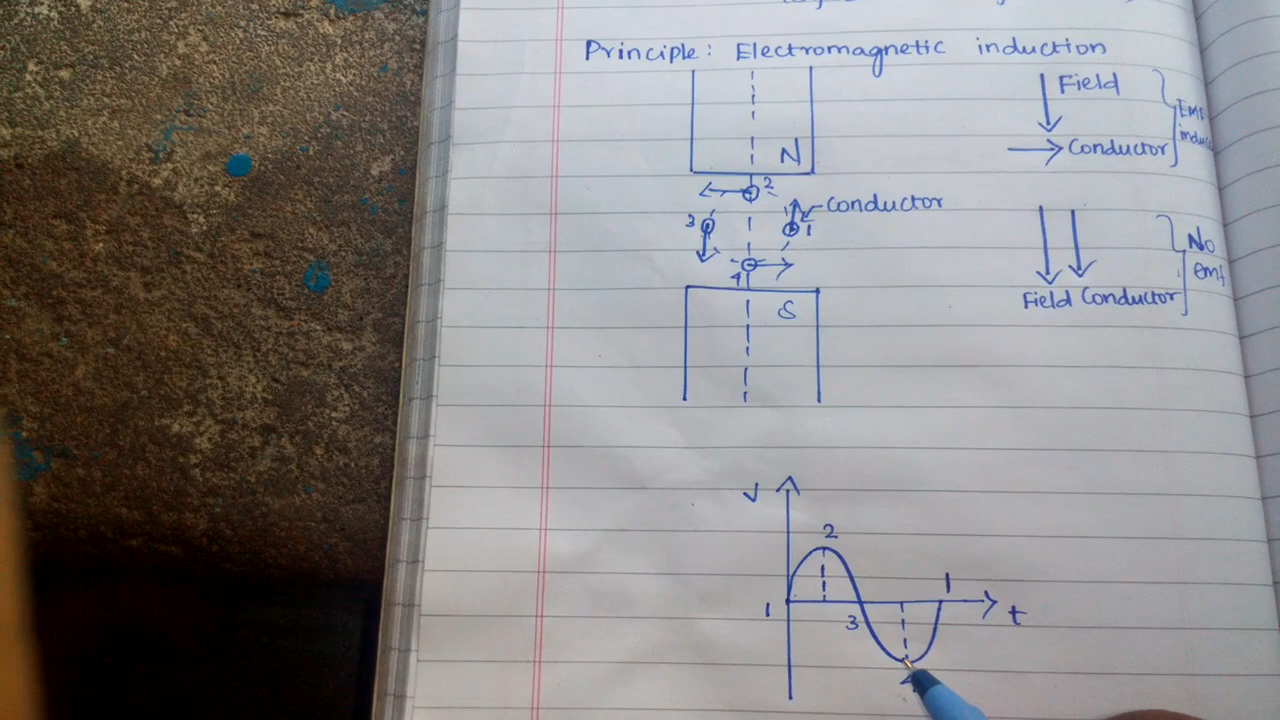 Principle: Electromagnetic induction
Field
Conductor
N
2
3
Conductor
1
4
S
No
emf
Field Conductor
V
2
1
3
1
t